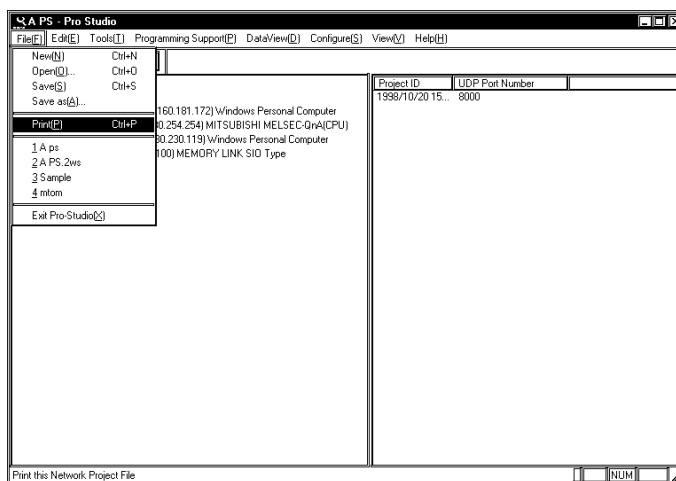 A PS - Pro Studio
File(F) Edit(E) Tools(T) Programming Support(P) DataView(D) Configure(S) View(V) Help(H)
New(N) Ctrl+N
Open(O)... Ctrl+O
Save(S) Ctrl+S
Save as(A)...
Print(P) Ctrl+P
1 A ps
2 A PS.2ws
3 Sample
4 mtom
Exit Pro-Studio(X)
160.181.172) Windows Personal Computer
0.254.254) MITSUBISHI MELSEC-QnA(CPU)
30.230.119) Windows Personal Computer
100) MEMORY LINK SIO Type
Project ID UDP Port Number
1998/10/20 15... 8000
Print this Network Project File
NUM